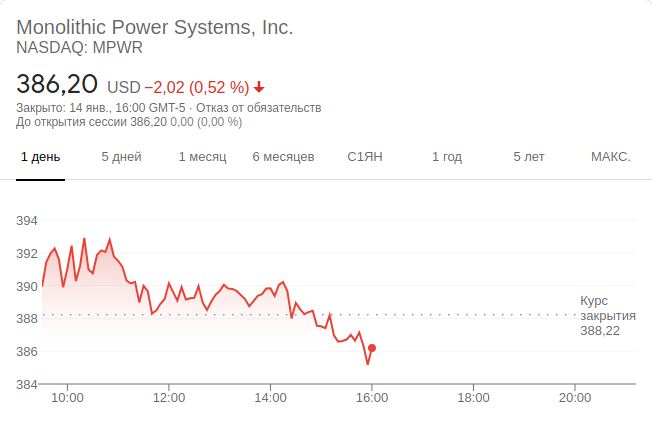 Monolithic Power Systems, Inc.
NASDAQ: MPWR
386,20 USD −2,02 (0,52 %)
Закрыто: 14 янв., 16:00 GMT-5 · Отказ от обязательств
До открытия сессии 386,20 0,00 (0,00 %)
1 день 5 дней 1 месяц 6 месяцев С1ЯН 1 год 5 лет МАКС.
394
392
390
388
386
384
Курс
закрытия
388,22
10:00 12:00 14:00 16:00 18:00 20:00